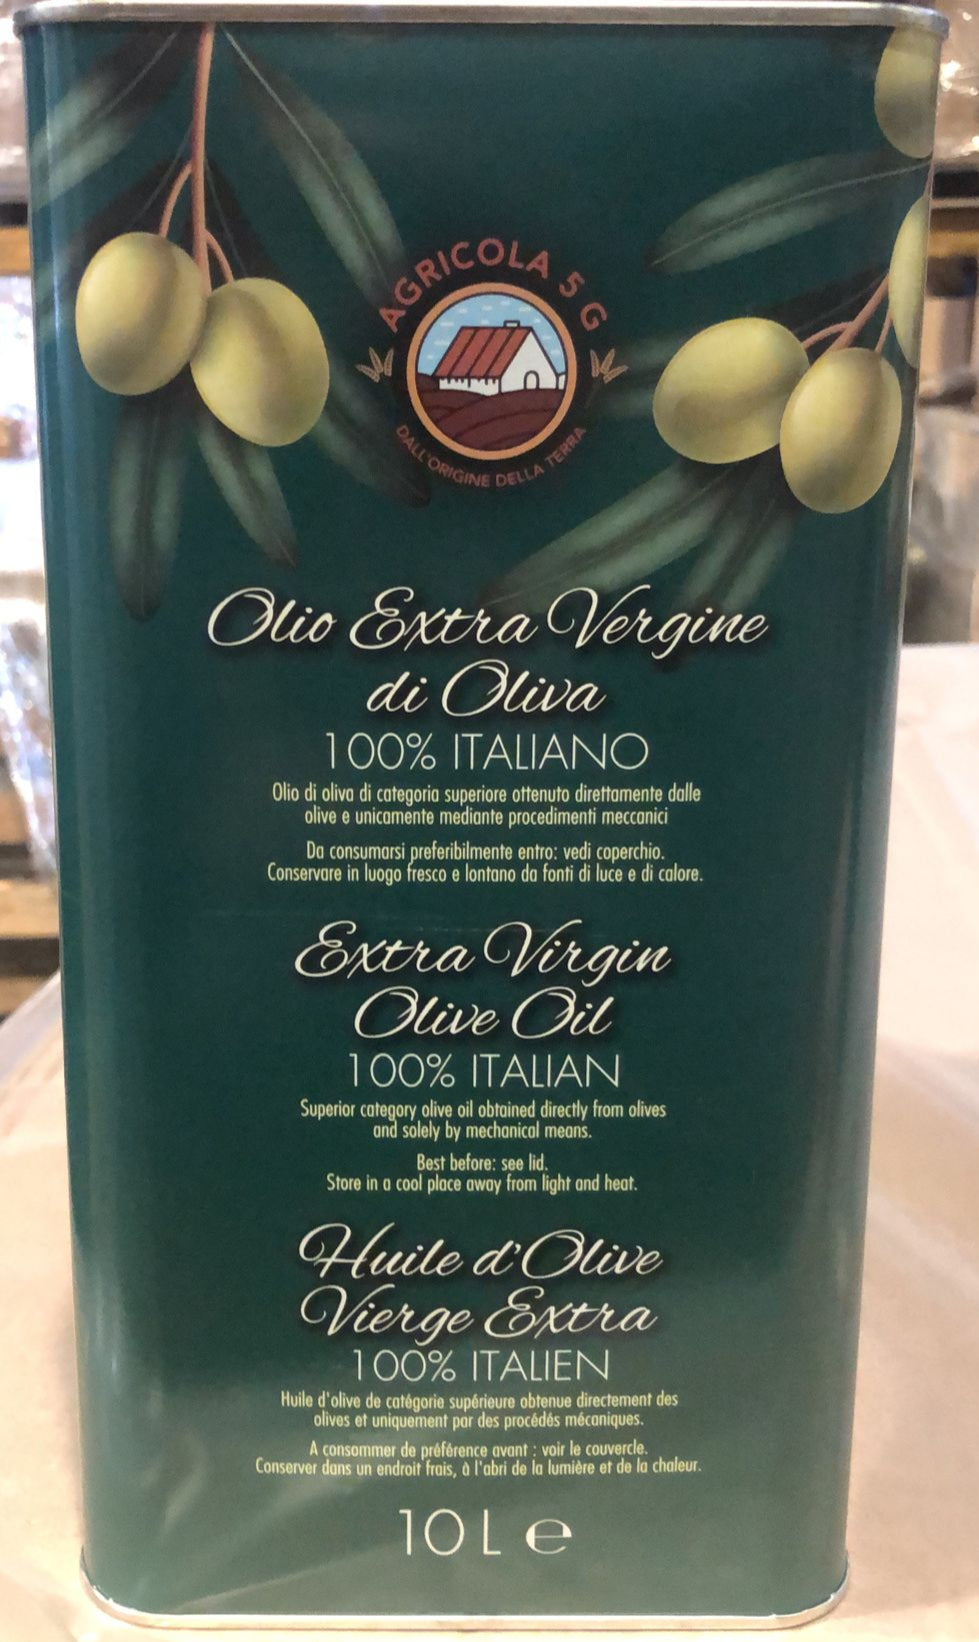 AGRICOLA 5 G
DALL'ORIGINE DELLA TERRA
Olio Extra Vergine
di Oliva
100% ITALIANO
Olio di oliva di categoria superiore ottenuto direttamente dalle
olive e unicamente mediante procedimenti meccanici
Da consumarsi preferibilmente entro: vedi coperchio.
Conservare in luogo fresco e lontano da fonti di luce e di calore.
Extra Virgin
Olive Oil
100% ITALIAN
Superior category olive oil obtained directly from olives
and solely by mechanical means.
Best before: see lid.
Store in a cool place away from light and heat.
Huile d'Olive
Vierge Extra
100% ITALIEN
Huile d'olive de catégorie supérieure obtenue directement des
olives et uniquement par des procédés mécaniques.
A consommer de préférence avant : voir le couvercle.
Conserver dans un endroit frais, à l'abri de la lumière et de la chaleur.
10 L e